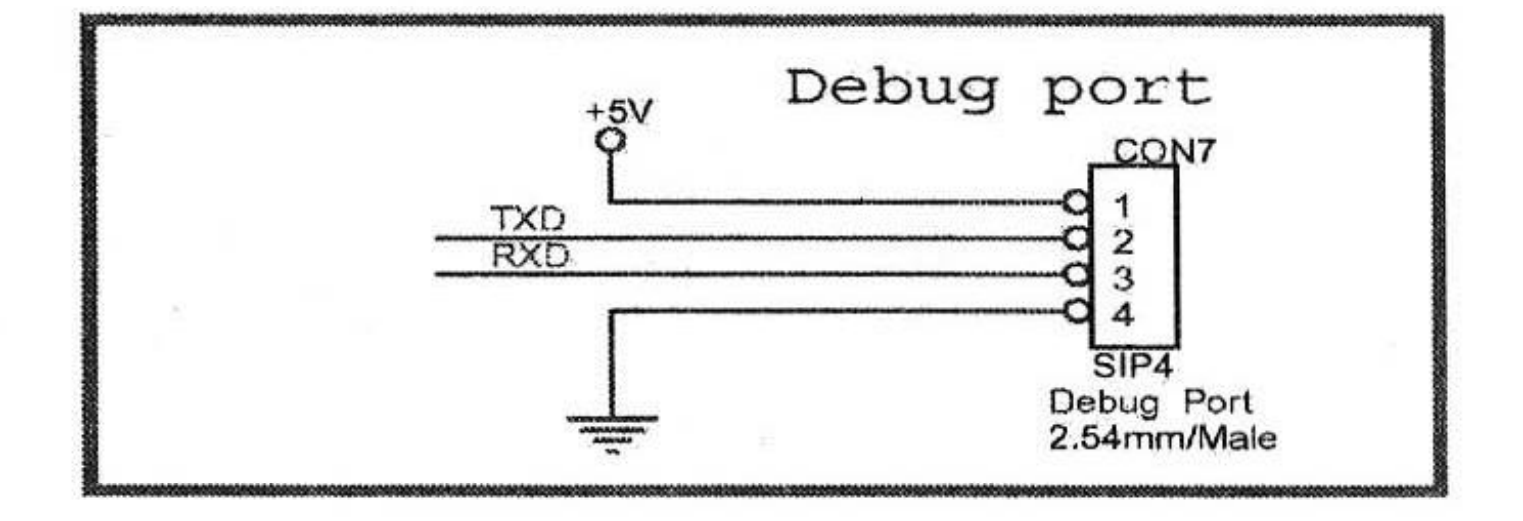 Debug port
+5V
CON7
1
TXD
2
RXD
3
4
SIP4
Debug Port
2.54mm/Male